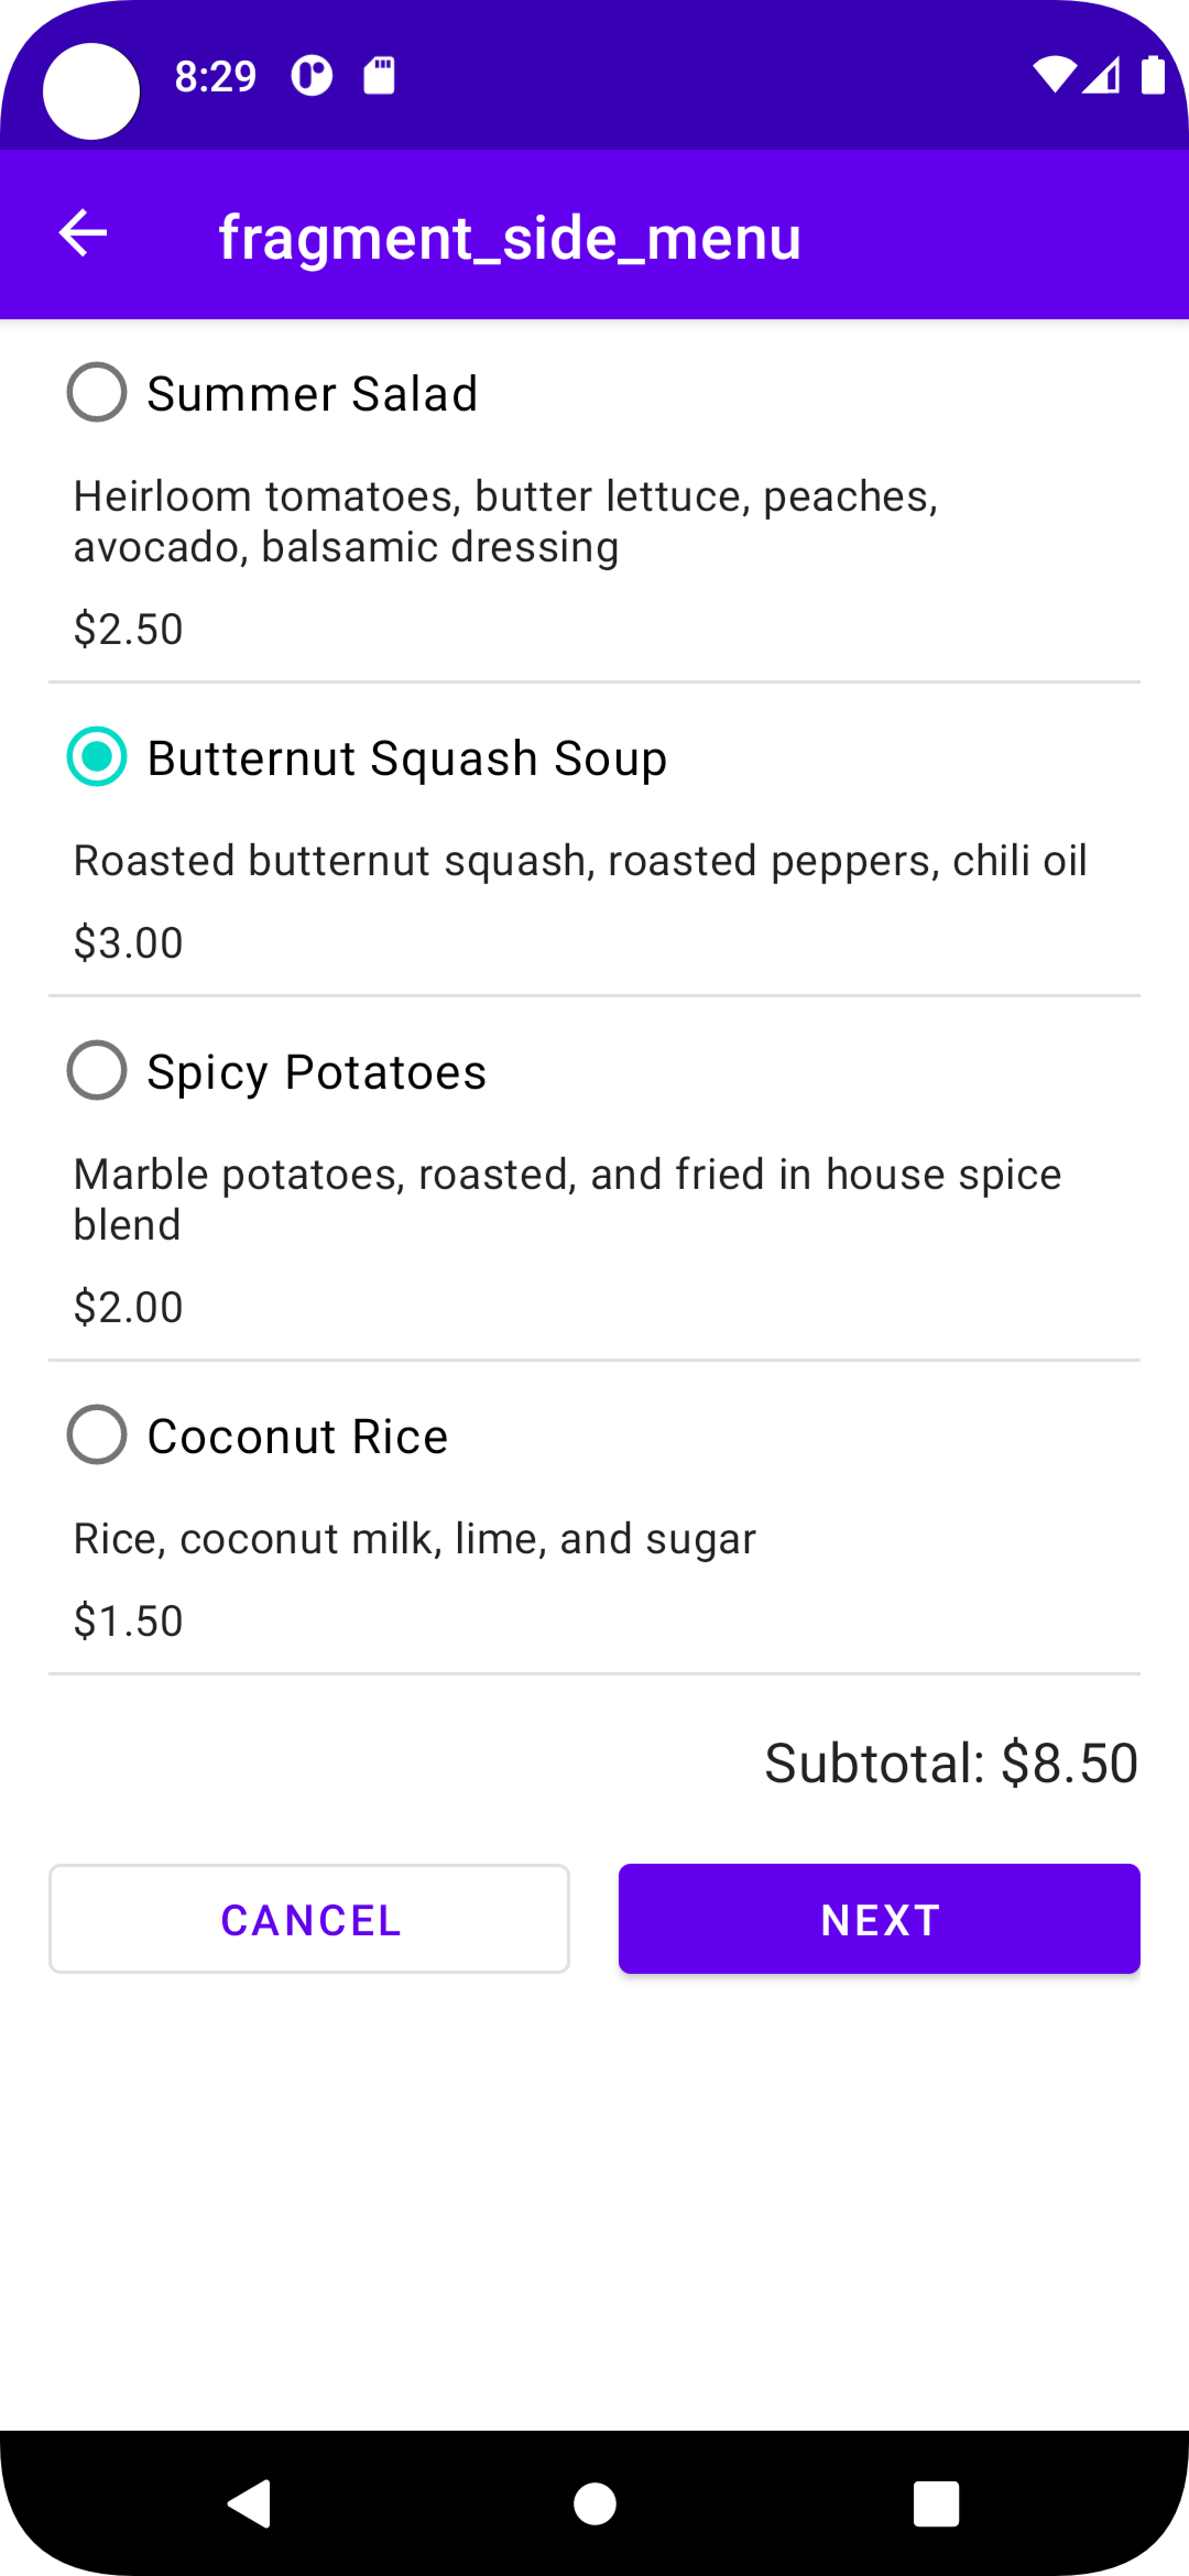 8:29
fragment_side_menu
Summer Salad
Heirloom tomatoes, butter lettuce, peaches,
avocado, balsamic dressing
$2.50
Butternut Squash Soup
Roasted butternut squash, roasted peppers, chili oil
$3.00
Spicy Potatoes
Marble potatoes, roasted, and fried in house spice
blend
$2.00
Coconut Rice
Rice, coconut milk, lime, and sugar
$1.50
Subtotal: $8.50
CANCEL
NEXT